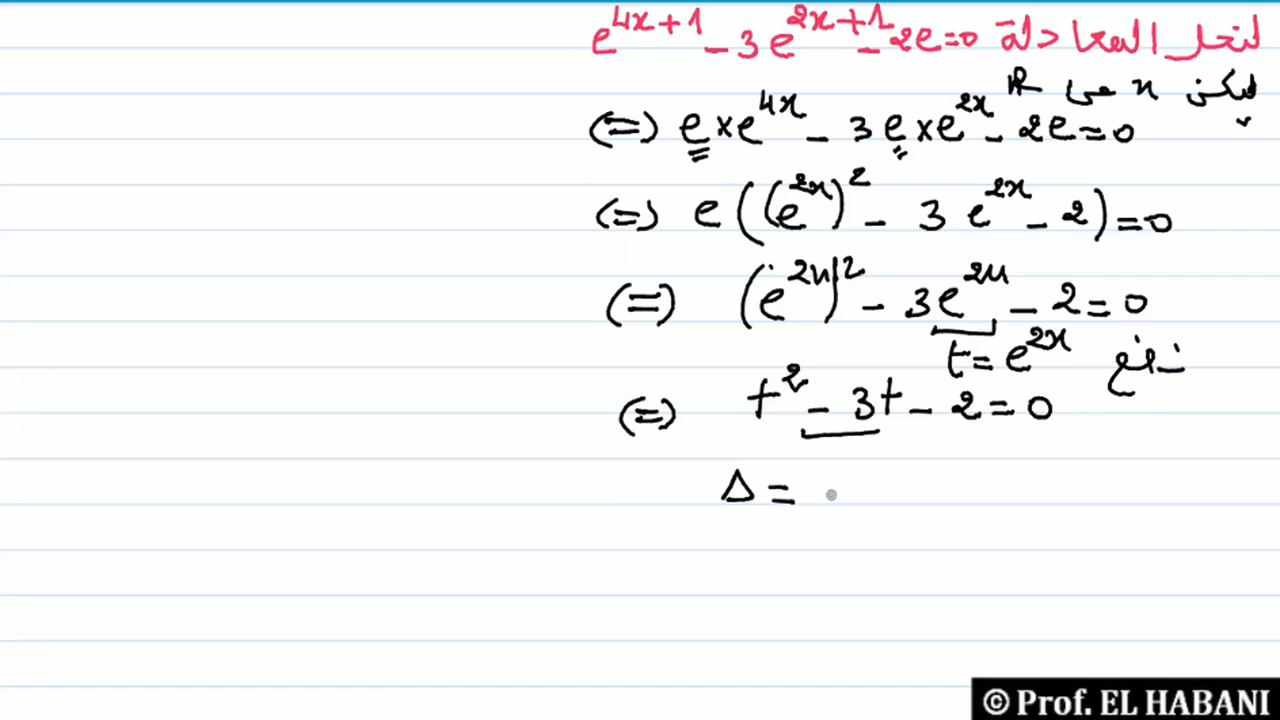 لنحل المعادلة e^{4x+1} - 3e^{2x+1} - 2e = 0
ليكن x من ℝ
(=) e × e^{4x} - 3e × e^{2x} - 2e = 0
(=) e((e^{2x})^2 - 3e^{2x} - 2) = 0
(=) (e^{2x})^2 - 3e^{2x} - 2 = 0
نضع t = e^{2x}
(=) t^2 - 3t - 2 = 0
Δ =
© Prof. EL HABANI